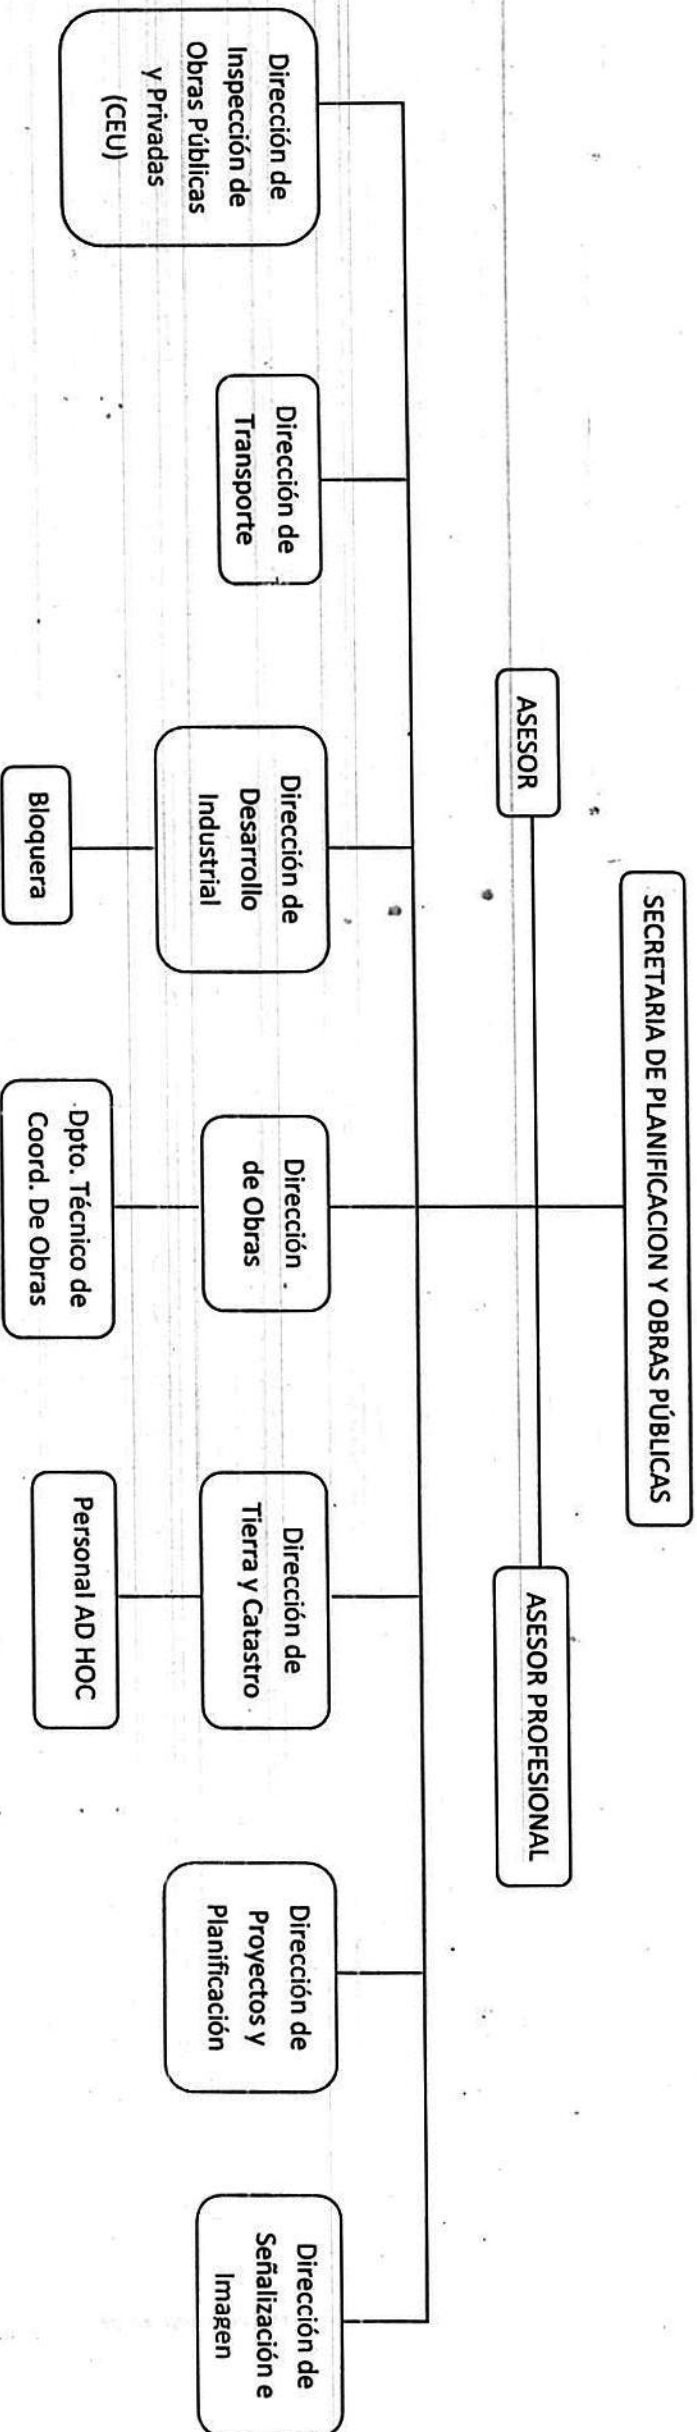 SECRETARIA DE PLANIFICACION Y OBRAS PÚBLICAS
ASESOR
ASESOR PROFESIONAL
Dirección de
Inspección de
Obras Públicas
y Privadas
(CEU)
Dirección de
Transporte
Dirección de
Desarrollo
Industrial
Bloquera
Dirección
de Obras
Dpto. Técnico de
Coord. De Obras
Dirección de
Tierra y Catastro
Personal AD HOC
Dirección de
Proyectos y
Planificación
Dirección de
Señalización e
Imagen